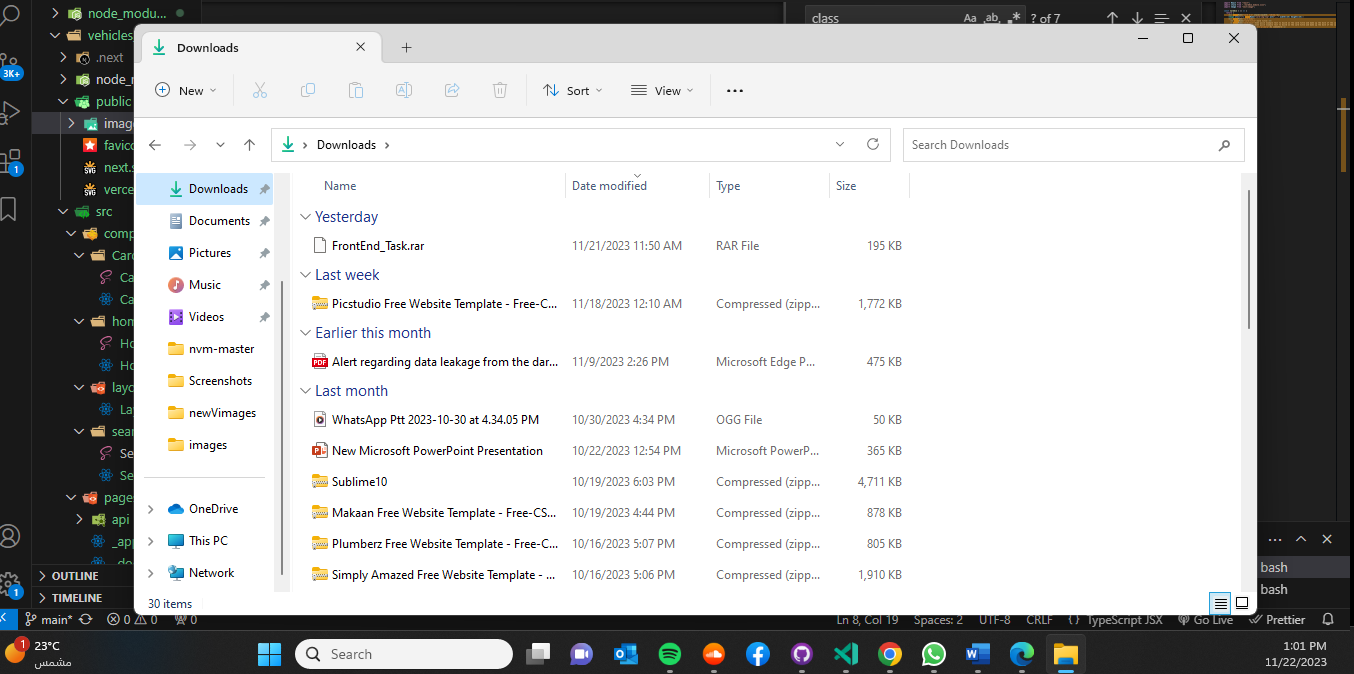 node_modu...
class
Aa ab ? of 7
vehicles
.next
node_r
public
imag
favico
next.s
verce
src
comp
Card
Ca
Ca
hom
Ho
Ho
layo
La
sear
Se
Se
page
api
_app
_do
OUTLINE
TIMELINE
3K+
1
1
Downloads
New
Sort
View
Downloads
Search Downloads
Downloads
Documents
Pictures
Music
Videos
nvm-master
Screenshots
newVimages
images
OneDrive
This PC
Network
Name Date modified Type Size
Yesterday
FrontEnd_Task.rar 11/21/2023 11:50 AM RAR File 195 KB
Last week
Picstudio Free Website Template - Free-C... 11/18/2023 12:10 AM Compressed (zipp... 1,772 KB
Earlier this month
PDF Alert regarding data leakage from the dar... 11/9/2023 2:26 PM Microsoft Edge P... 475 KB
Last month
WhatsApp Ptt 2023-10-30 at 4.34.05 PM 10/30/2023 4:34 PM OGG File 50 KB
New Microsoft PowerPoint Presentation 10/22/2023 12:54 PM Microsoft PowerP... 365 KB
Sublime10 10/19/2023 6:03 PM Compressed (zipp... 4,711 KB
Makaan Free Website Template - Free-CS... 10/19/2023 4:44 PM Compressed (zipp... 878 KB
Plumberz Free Website Template - Free-C... 10/16/2023 5:07 PM Compressed (zipp... 805 KB
Simply Amazed Free Website Template - ... 10/16/2023 5:06 PM Compressed (zipp... 1,910 KB
30 items
bash
bash
main* 0 0 0 Ln 8, Col 19 Spaces: 2 UTF-8 CRLF {} TypeScript JSX Go Live Prettier
1 23°C
مشمس
Search
1:01 PM
11/22/2023